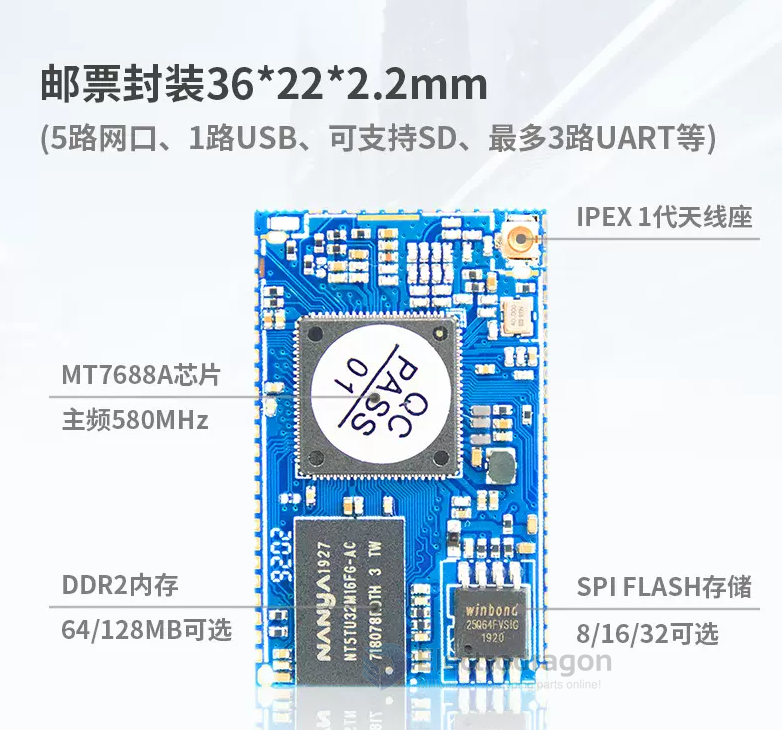 邮票封装36*22*2.2mm
(5路网口、1路USB、可支持SD、最多3路UART等)
IPEX 1代天线座
MT7688A芯片
主频580MHz
QC
PASS
01
2026
DDR2内存
64/128MB可选
NANYA 1927
NT5TU32M16FG-AC
SPI FLASH存储
8/16/32可选
winbond
25Q64FVSIG
1920